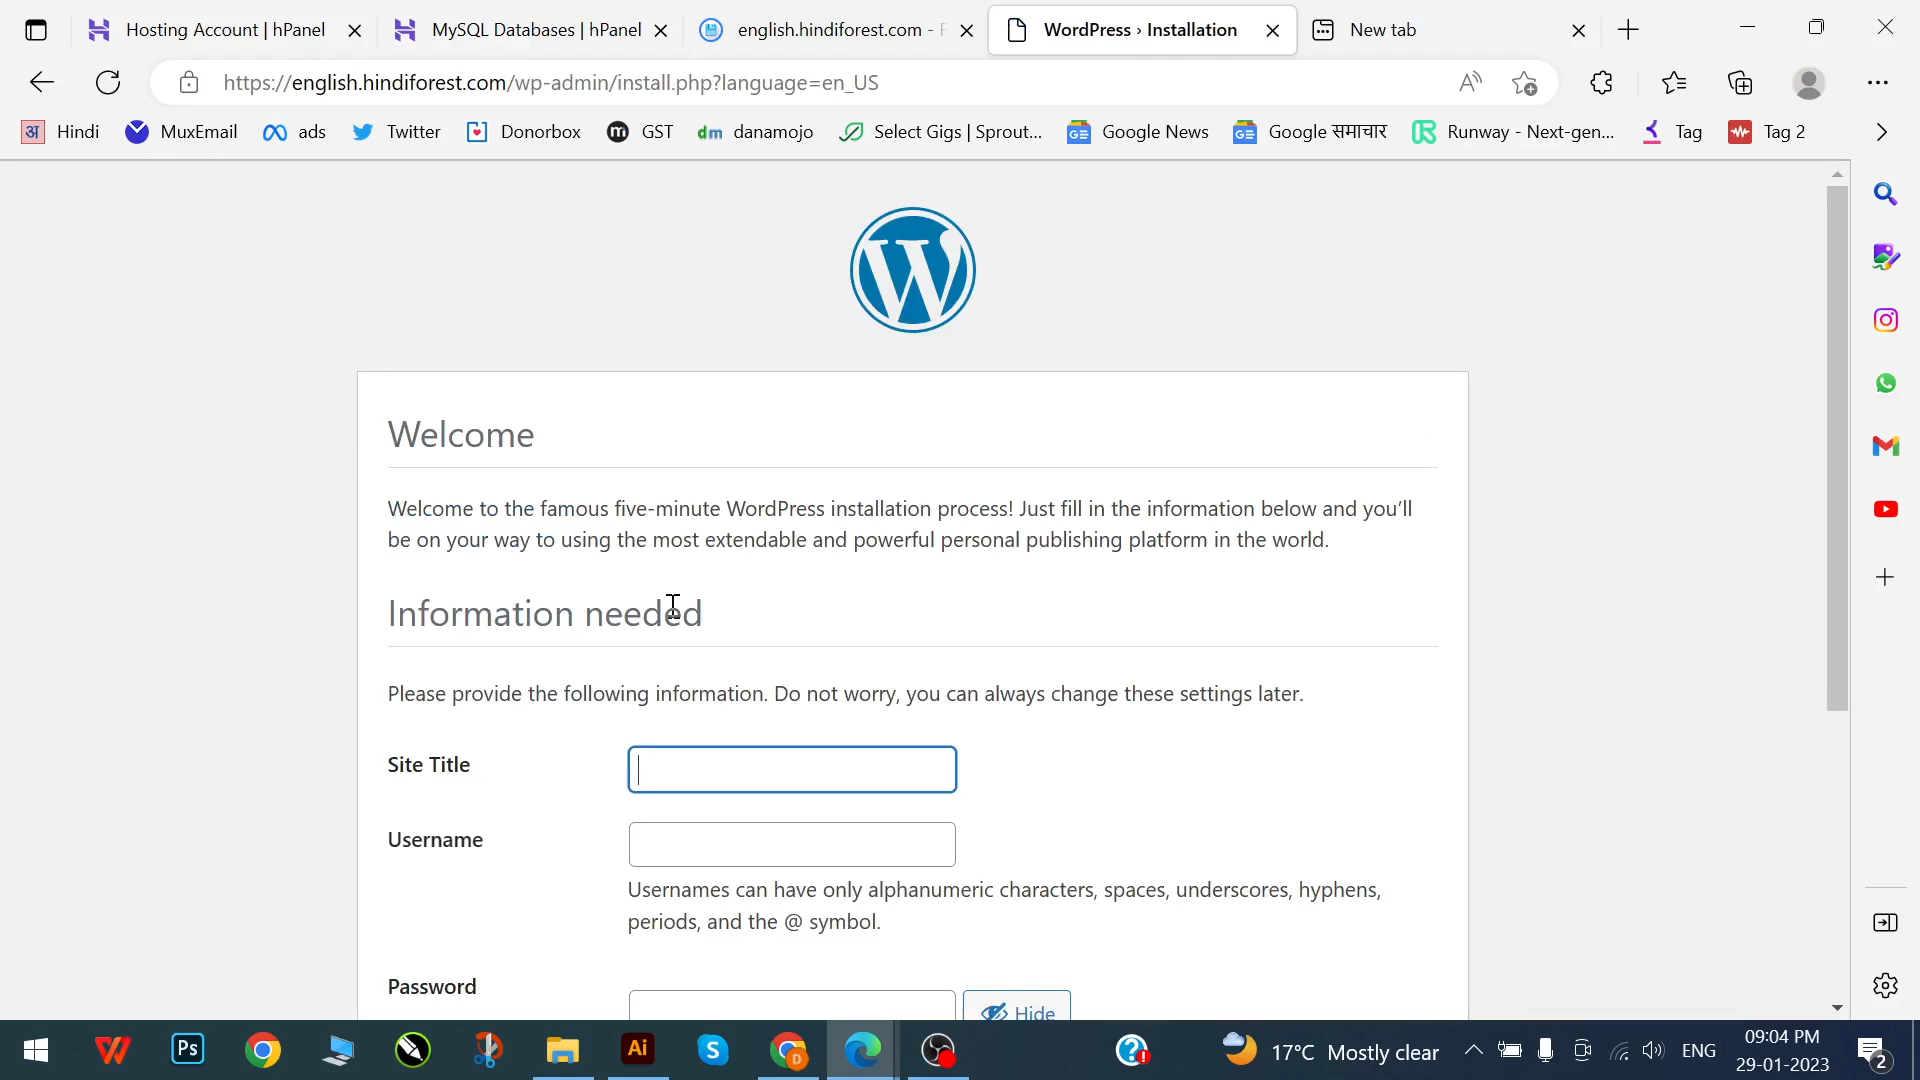 Hosting Account | hPanel
MySQL Databases | hPanel
english.hindiforest.com -
WordPress › Installation
New tab
https://english.hindiforest.com/wp-admin/install.php?language=en_US
अ Hindi
MuxEmail
ads
Twitter
Donorbox
m GST
dm danamojo
Select Gigs | Sprout...
GE Google News
GE Google समाचार
Runway - Next-gen...
Tag
Tag 2
Welcome
Welcome to the famous five-minute WordPress installation process! Just fill in the information below and you’ll
be on your way to using the most extendable and powerful personal publishing platform in the world.
Information needed
Please provide the following information. Do not worry, you can always change these settings later.
Site Title
Username
Usernames can have only alphanumeric characters, spaces, underscores, hyphens,
periods, and the @ symbol.
Password
Hide
Ps
Ai
S
D
17°C Mostly clear
ENG
09:04 PM
29-01-2023
2